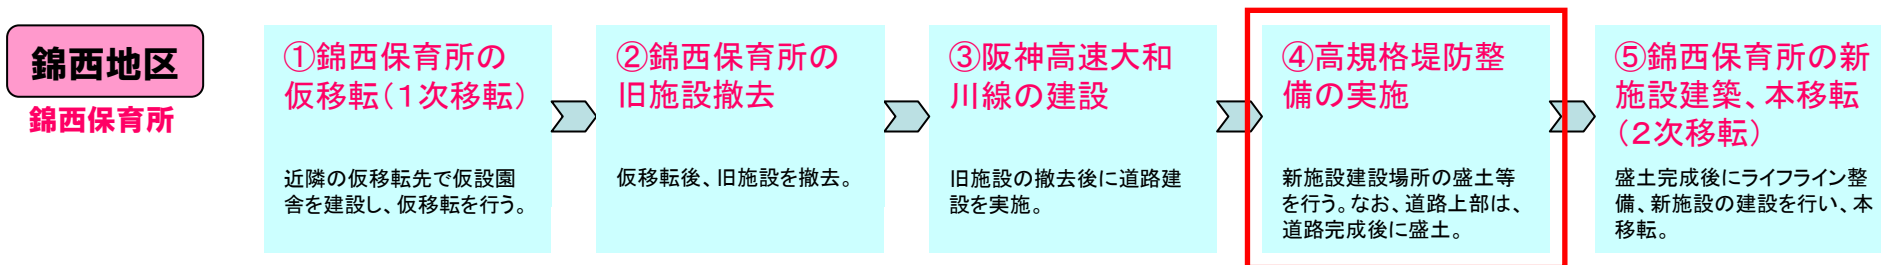 錦西地区
錦西保育所
①錦西保育所の
仮移転(1次移転)
近隣の仮移転先で仮設園
舎を建設し、仮移転を行う。
②錦西保育所の
旧施設撤去
仮移転後、旧施設を撤去。
③阪神高速大和
川線の建設
旧施設の撤去後に道路建
設を実施。
④高規格堤防整
備の実施
新施設建設場所の盛土等
を行う。なお、道路上部は、
道路完成後に盛土。
⑤錦西保育所の新
施設建築、本移転
(2次移転)
盛土完成後にライフライン整
備、新施設の建設を行い、本
移転。